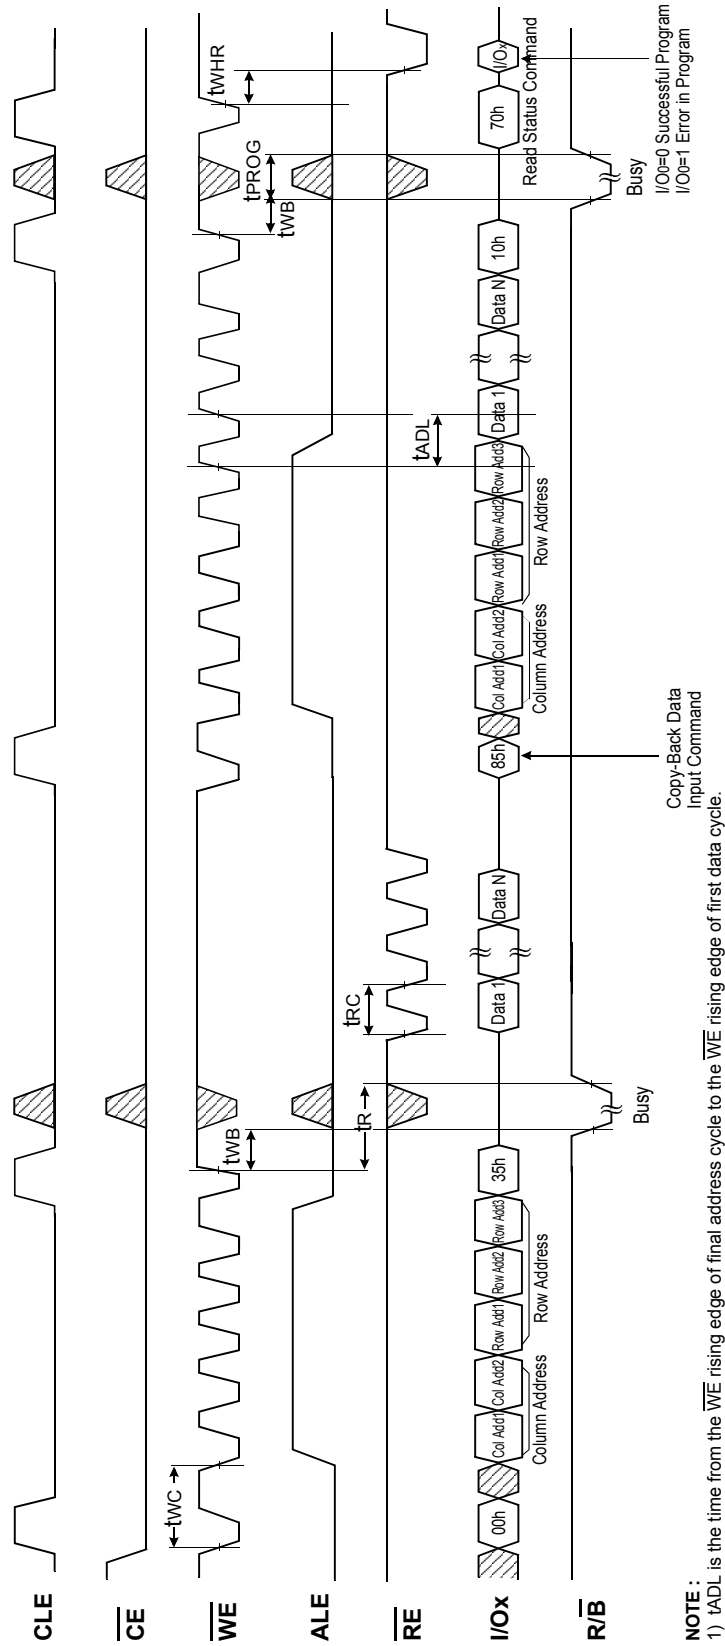 CLE
CE
WE
tWC
tWB
tWB
tPROG
tWHR
ALE
tR
RE
tRC
tADL
I/Ox
00h
Col Add1
Col Add2
Row Add1
Row Add2
Row Add3
35h
Data 1
Data N
85h
Col Add1
Col Add2
Row Add1
Row Add2
Row Add3
Data 1
Data N
10h
70h
I/Ox
Column Address
Row Address
Column Address
Row Address
Read Status Command
R/B
Busy
Busy
Copy-Back Data
Input Command
I/O0=0 Successful Program
I/O0=1 Error in Program
NOTE :
1) tADL is the time from the WE rising edge of final address cycle to the WE rising edge of first data cycle.